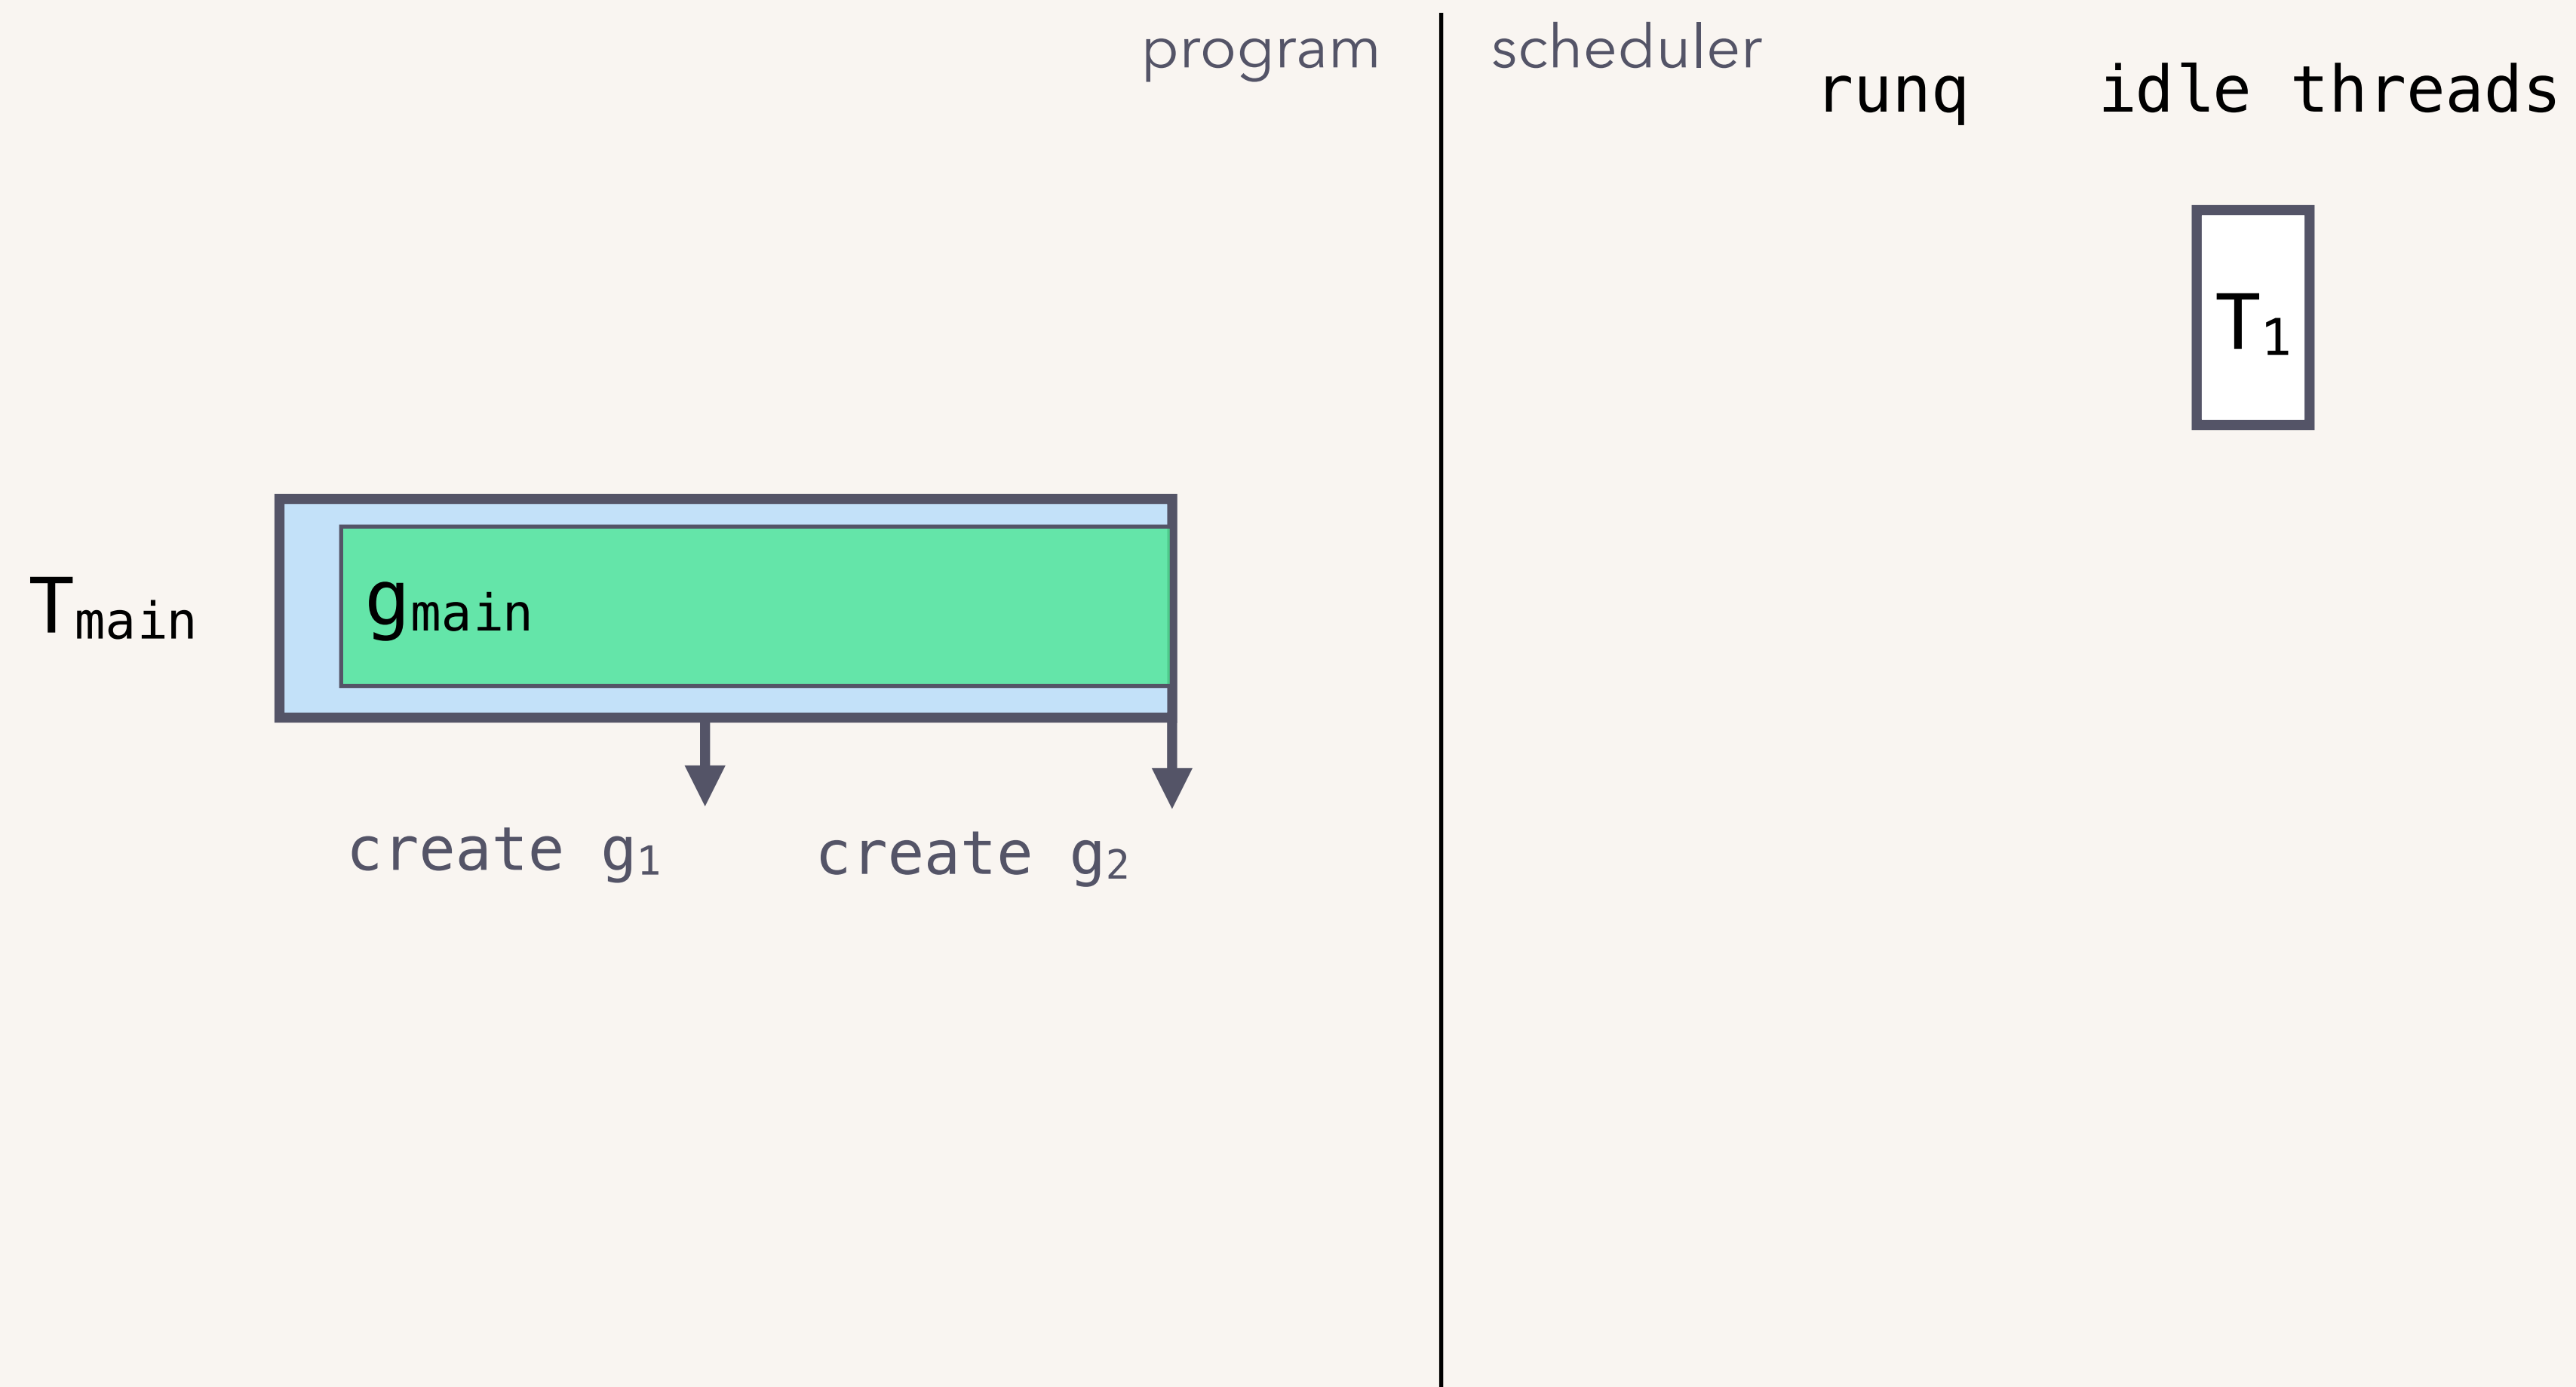 program
scheduler
runq
idle threads
T1
Tmain
gmain
create g1
create g2